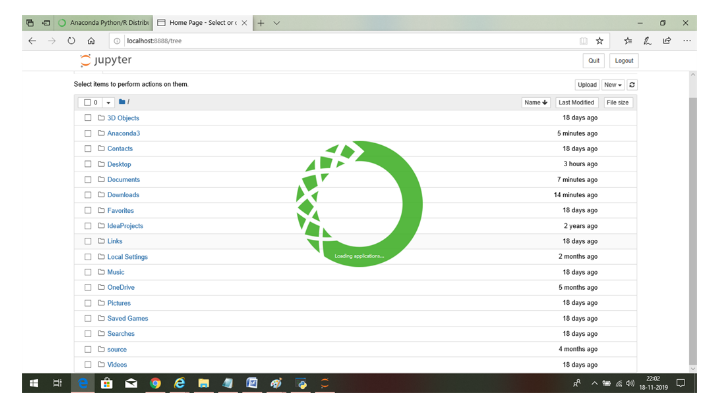 Anaconda Python/R Distribu
Home Page - Select or c
localhost:8888/tree
jupyter
Quit Logout
Select items to perform actions on them.
Upload New
0 / Name Last Modified File size
3D Objects 18 days ago
Anaconda3 5 minutes ago
Contacts 18 days ago
Desktop 3 hours ago
Documents 7 minutes ago
Downloads 14 minutes ago
Favorites 18 days ago
IdeaProjects 2 years ago
Links 18 days ago
Local Settings 2 months ago
Loading applications...
Music 18 days ago
OneDrive 5 months ago
Pictures 18 days ago
Saved Games 18 days ago
Searches 18 days ago
source 4 months ago
Videos 18 days ago
22:02
18-11-2019